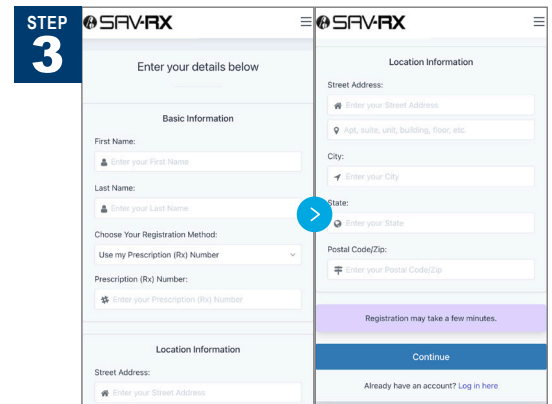 STEP
3
SAV-RX
Enter your details below
Basic Information
First Name:
Enter your First Name
Last Name:
Enter your Last Name
Choose Your Registration Method:
Use my Prescription (Rx) Number
Prescription (Rx) Number:
Enter your Prescription (Rx) Number
Location Information
Street Address:
Enter your Street Address
SAV-RX
Location Information
Street Address:
Enter your Street Address
Apt, suite, unit, building, floor, etc.
City:
Enter your City
State:
Enter your State
Postal Code/Zip:
Enter your Postal Code/Zip
Registration may take a few minutes.
Continue
Already have an account? Log in here